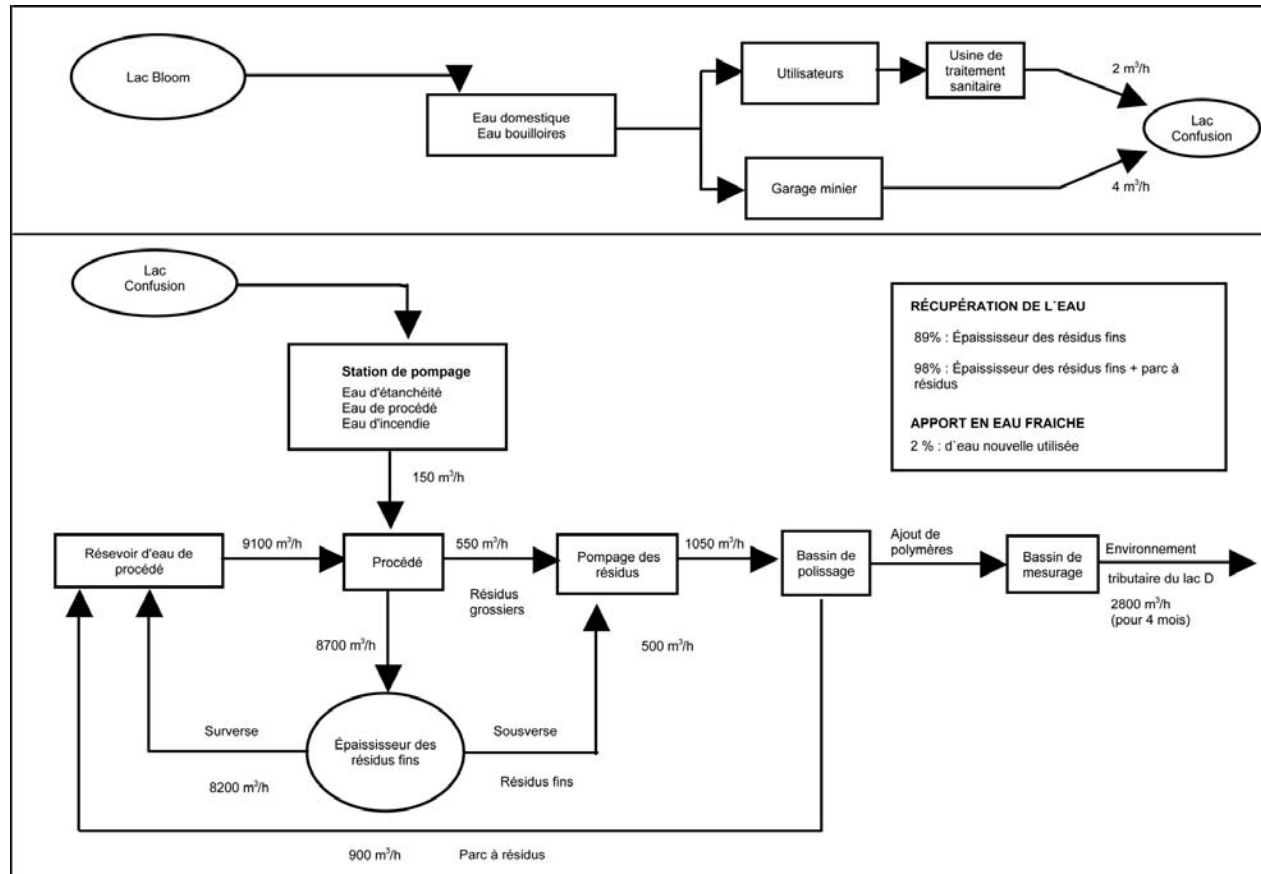 Lac Bloom
Eau domestique
Eau bouilloires
Utilisateurs
Usine de
traitement
sanitaire
2 m³/h
Lac
Confusion
Garage minier
4 m³/h
Lac
Confusion
Station de pompage
Eau d'étanchéité
Eau de procédé
Eau d'incendie
RÉCUPÉRATION DE L`EAU
89% : Épaississeur des résidus fins
98% : Épaississeur des résidus fins + parc à
résidus
APPORT EN EAU FRAICHE
2 % : d`eau nouvelle utilisée
150 m³/h
Résevoir d'eau de
procédé
9100 m³/h
Procédé
550 m³/h
Résidus
grossiers
Pompage des
résidus
1050 m³/h
Bassin de
polissage
Ajout de
polymères
Bassin de
mesurage
Environnement
tributaire du lac D
2800 m³/h
(pour 4 mois)
8700 m³/h
500 m³/h
Surverse
8200 m³/h
Épaississeur des
résidus fins
Sousverse
Résidus fins
900 m³/h
Parc à résidus